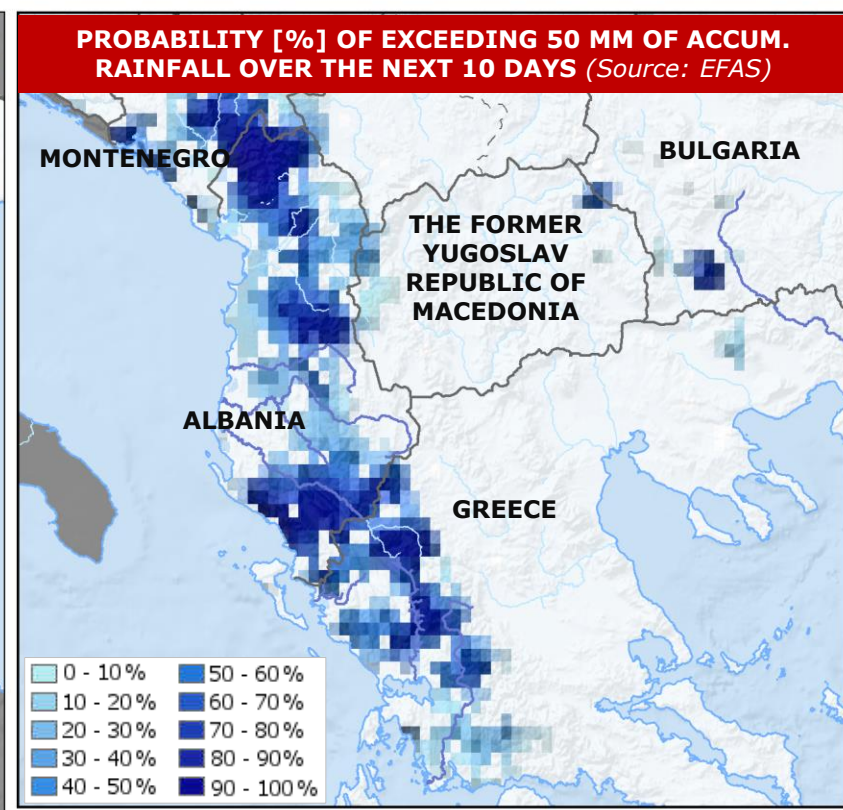 PROBABILITY [%] OF EXCEEDING 50 MM OF ACCUM.
RAINFALL OVER THE NEXT 10 DAYS (Source: EFAS)
MONTENEGRO
BULGARIA
THE FORMER
YUGOSLAV
REPUBLIC OF
MACEDONIA
ALBANIA
GREECE
0 - 10%
10 - 20%
20 - 30%
30 - 40%
40 - 50%
50 - 60%
60 - 70%
70 - 80%
80 - 90%
90 - 100%